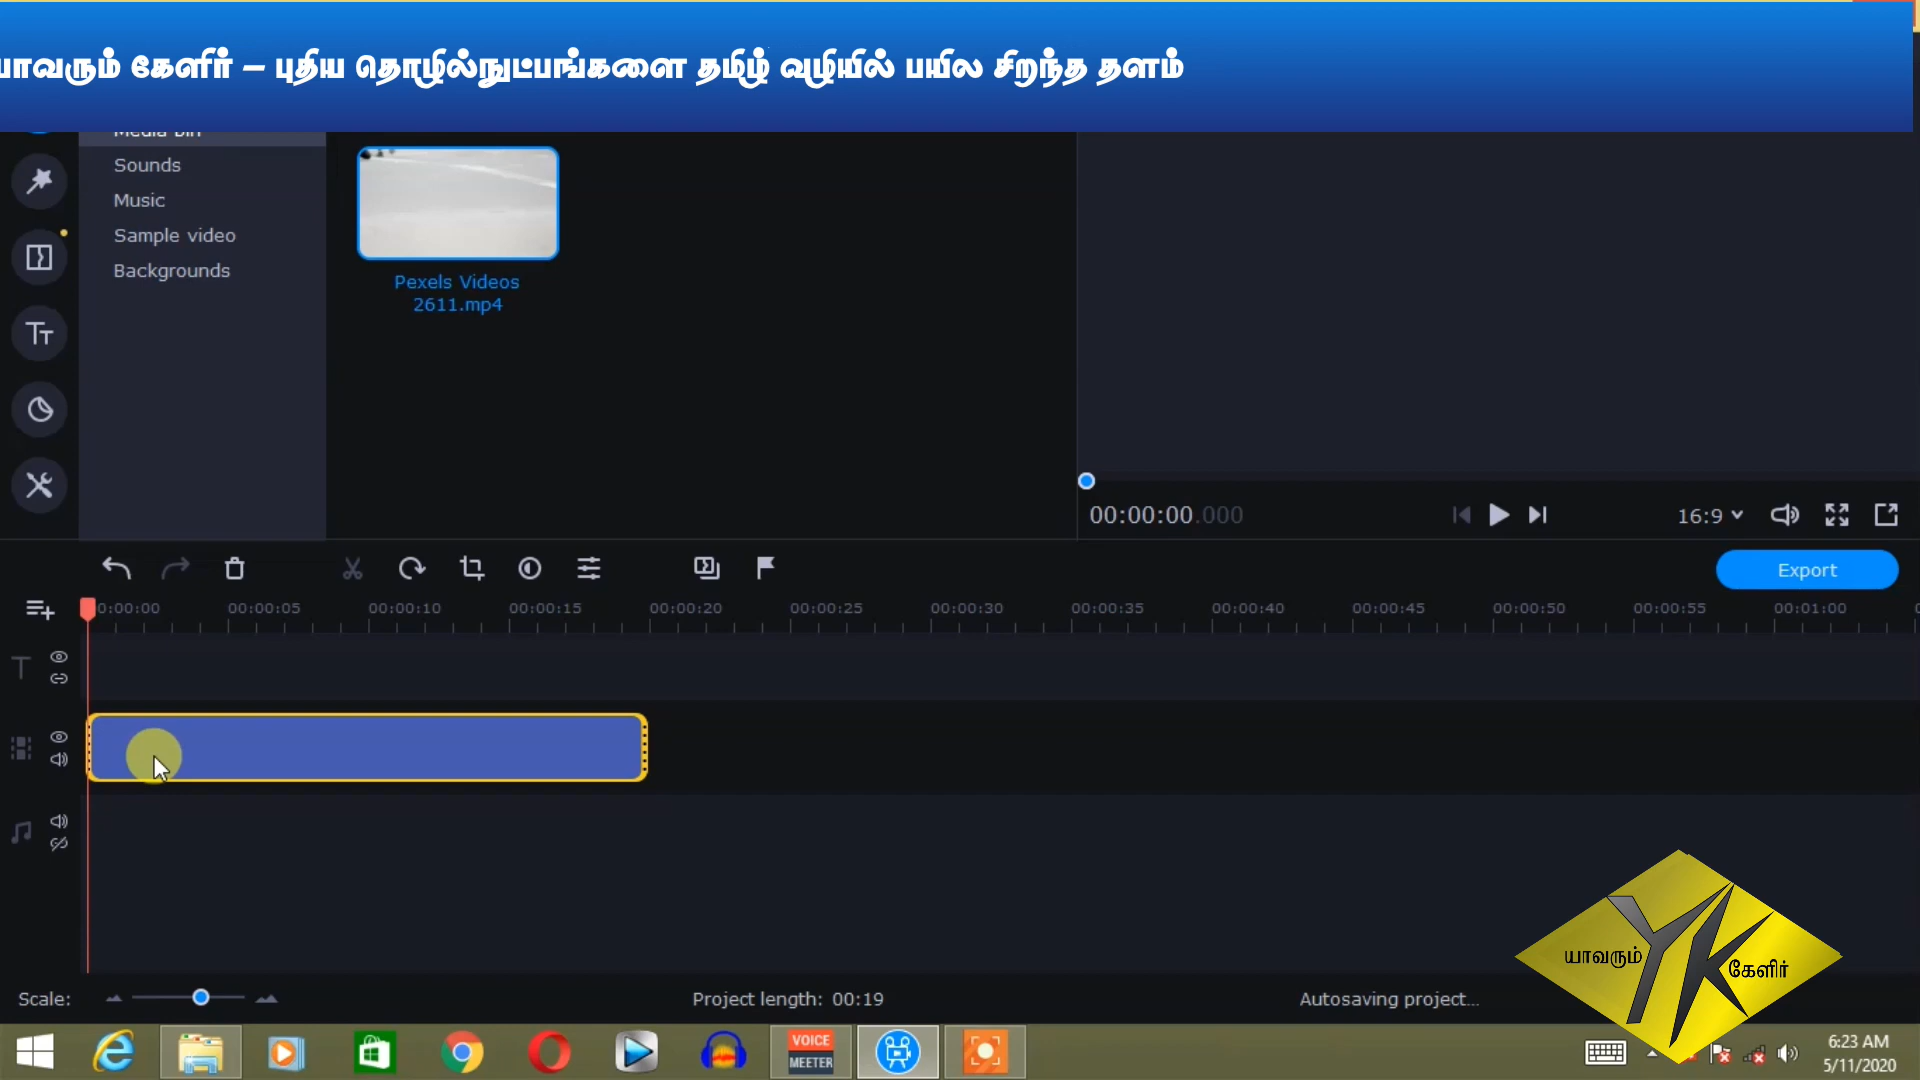 யாவரும் கேளிர் – புதிய தொழில்நுட்பங்களை தமிழ் வழியில் பயில சிறந்த தளம்
Media bin
Sounds
Music
Sample video
Backgrounds
Pexels Videos
2611.mp4
00:00:00.000
16:9
Export
0:00:00 00:00:05 00:00:10 00:00:15 00:00:20 00:00:25 00:00:30 00:00:35 00:00:40 00:00:45 00:00:50 00:00:55 00:01:00
யாவரும் YK கேளிர்
Scale:
Project length: 00:19
Autosaving project...
VOICE
MEETER
6:23 AM
5/11/2020